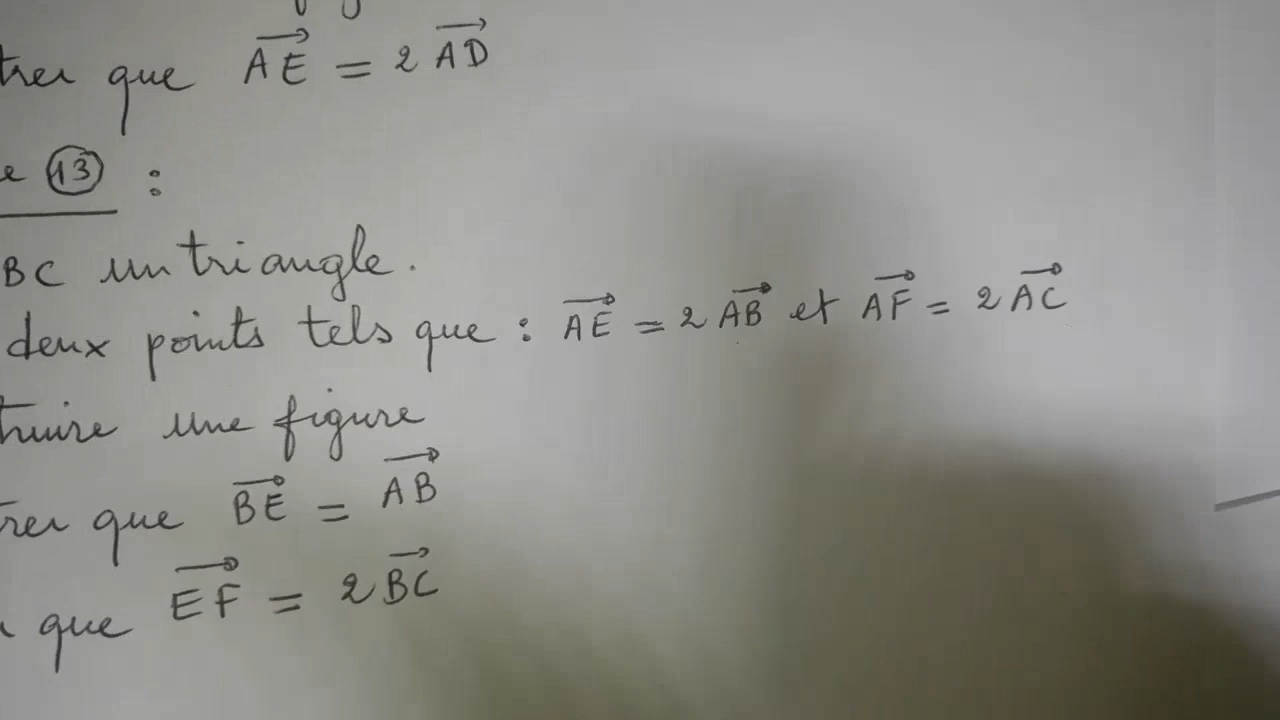 trer que AE→ = 2 AD→
e 13 :
BC un triangle.
deux points tels que : AE→ = 2 AB→ et AF→ = 2 AC→
truire une figure
trer que BE→ = AB→
que EF→ = 2 BC→